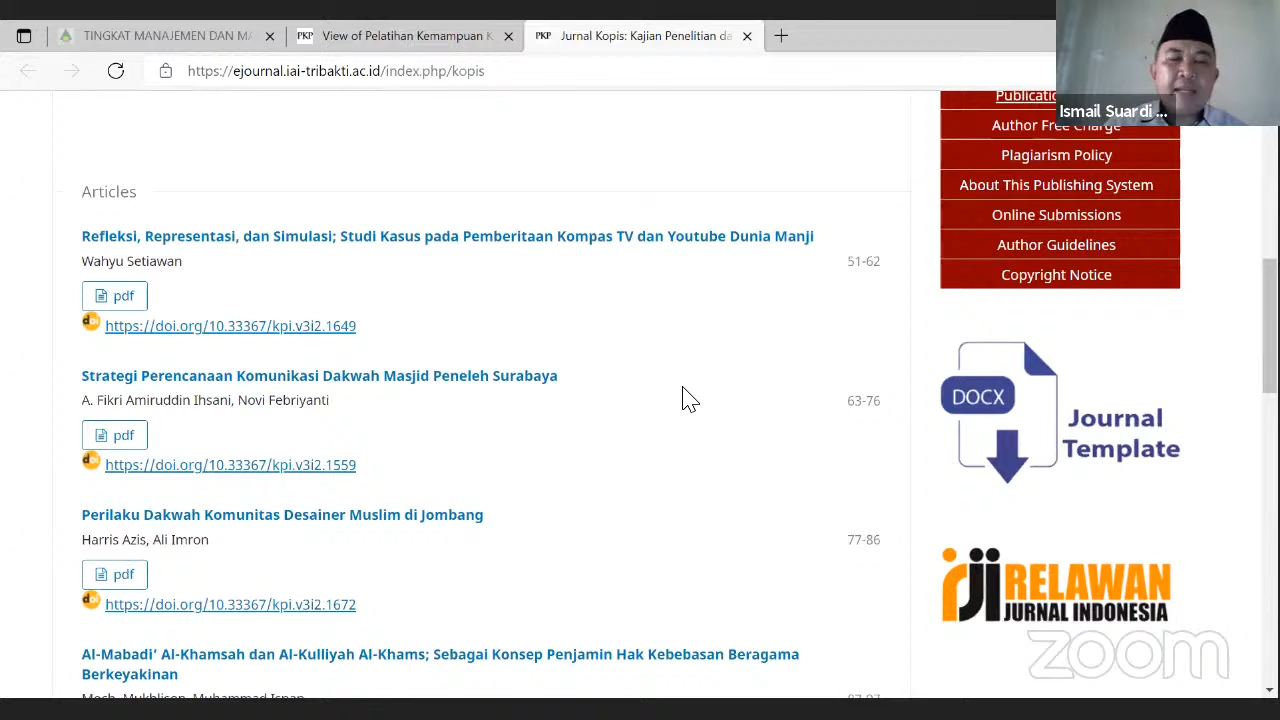 TINGKAT MANAJEMEN DAN MA
View of Pelatihan Kemampuan K
Jurnal Kopis: Kajian Penelitian da
https://ejournal.iai-tribakti.ac.id/index.php/kopis
Ismail Suardi ...
Articles
Refleksi, Representasi, dan Simulasi; Studi Kasus pada Pemberitaan Kompas TV dan Youtube Dunia Manji
Wahyu Setiawan
51-62
pdf
https://doi.org/10.33367/kpi.v3i2.1649
Strategi Perencanaan Komunikasi Dakwah Masjid Peneleh Surabaya
A. Fikri Amiruddin Ihsani, Novi Febriyanti
63-76
pdf
https://doi.org/10.33367/kpi.v3i2.1559
Perilaku Dakwah Komunitas Desainer Muslim di Jombang
Harris Azis, Ali Imron
77-86
pdf
https://doi.org/10.33367/kpi.v3i2.1672
Al-Mabadi’ Al-Khamsah dan Al-Kulliyah Al-Khams; Sebagai Konsep Penjamin Hak Kebebasan Beragama
Berkeyakinan
Author Free Charge
Plagiarism Policy
About This Publishing System
Online Submissions
Author Guidelines
Copyright Notice
DOCX
Journal
Template
RELAWAN
JURNAL INDONESIA
zoom